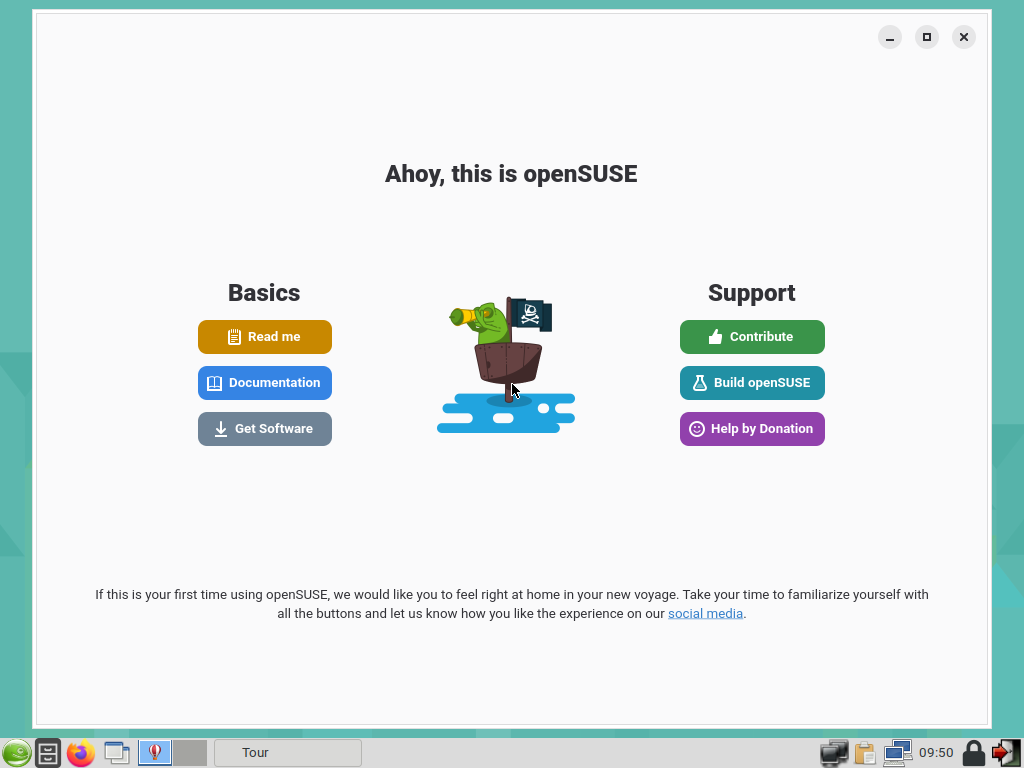 Ahoy, this is openSUSE
Basics
Read me
Documentation
Get Software
Support
Contribute
Build openSUSE
Help by Donation
If this is your first time using openSUSE, we would like you to feel right at home in your new voyage. Take your time to familiarize yourself with
all the buttons and let us know how you like the experience on our social media.
Tour
09:50